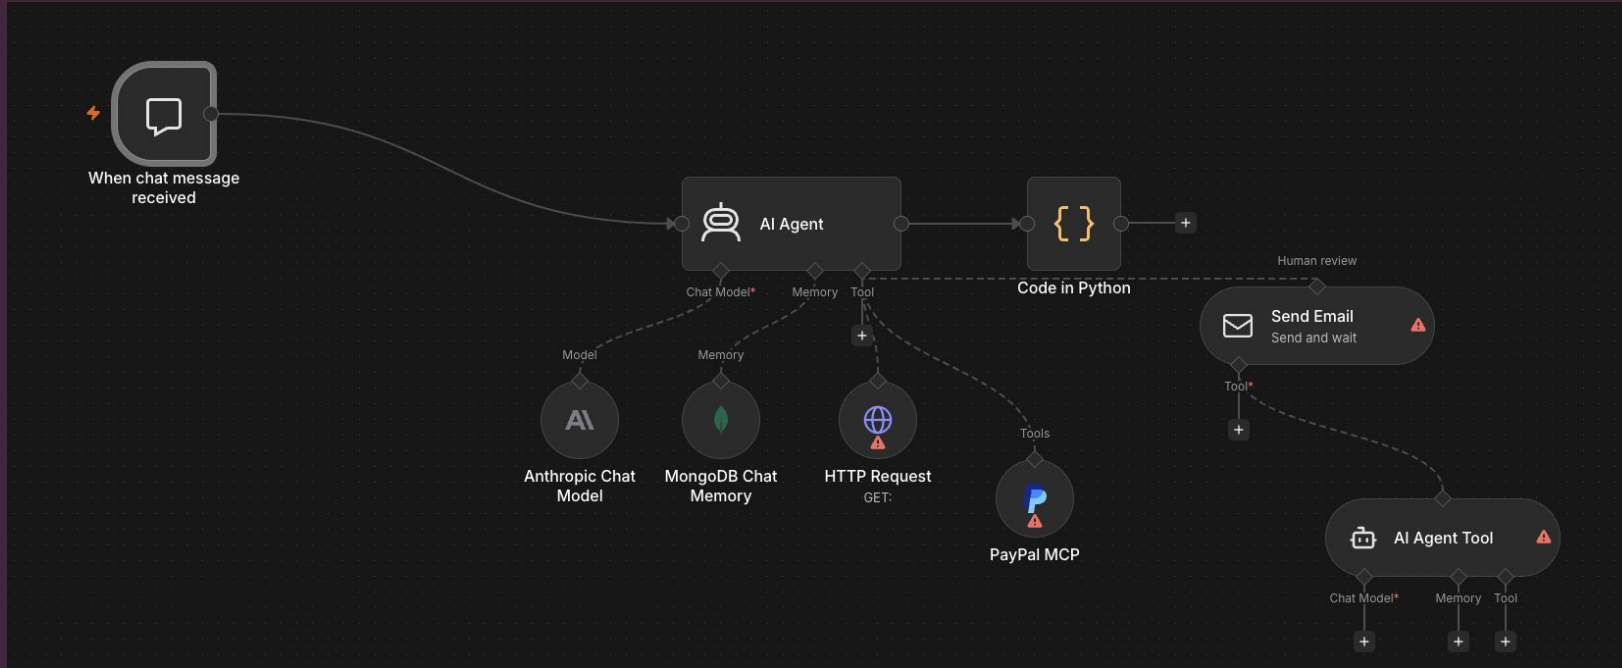 When chat message
received
AI Agent
Chat Model*
Memory
Tool
Code in Python
Human review
Send Email
Send and wait
Tool*
Model
Memory
Anthropic Chat
Model
MongoDB Chat
Memory
HTTP Request
GET:
Tools
PayPal MCP
AI Agent Tool
Chat Model*
Memory
Tool